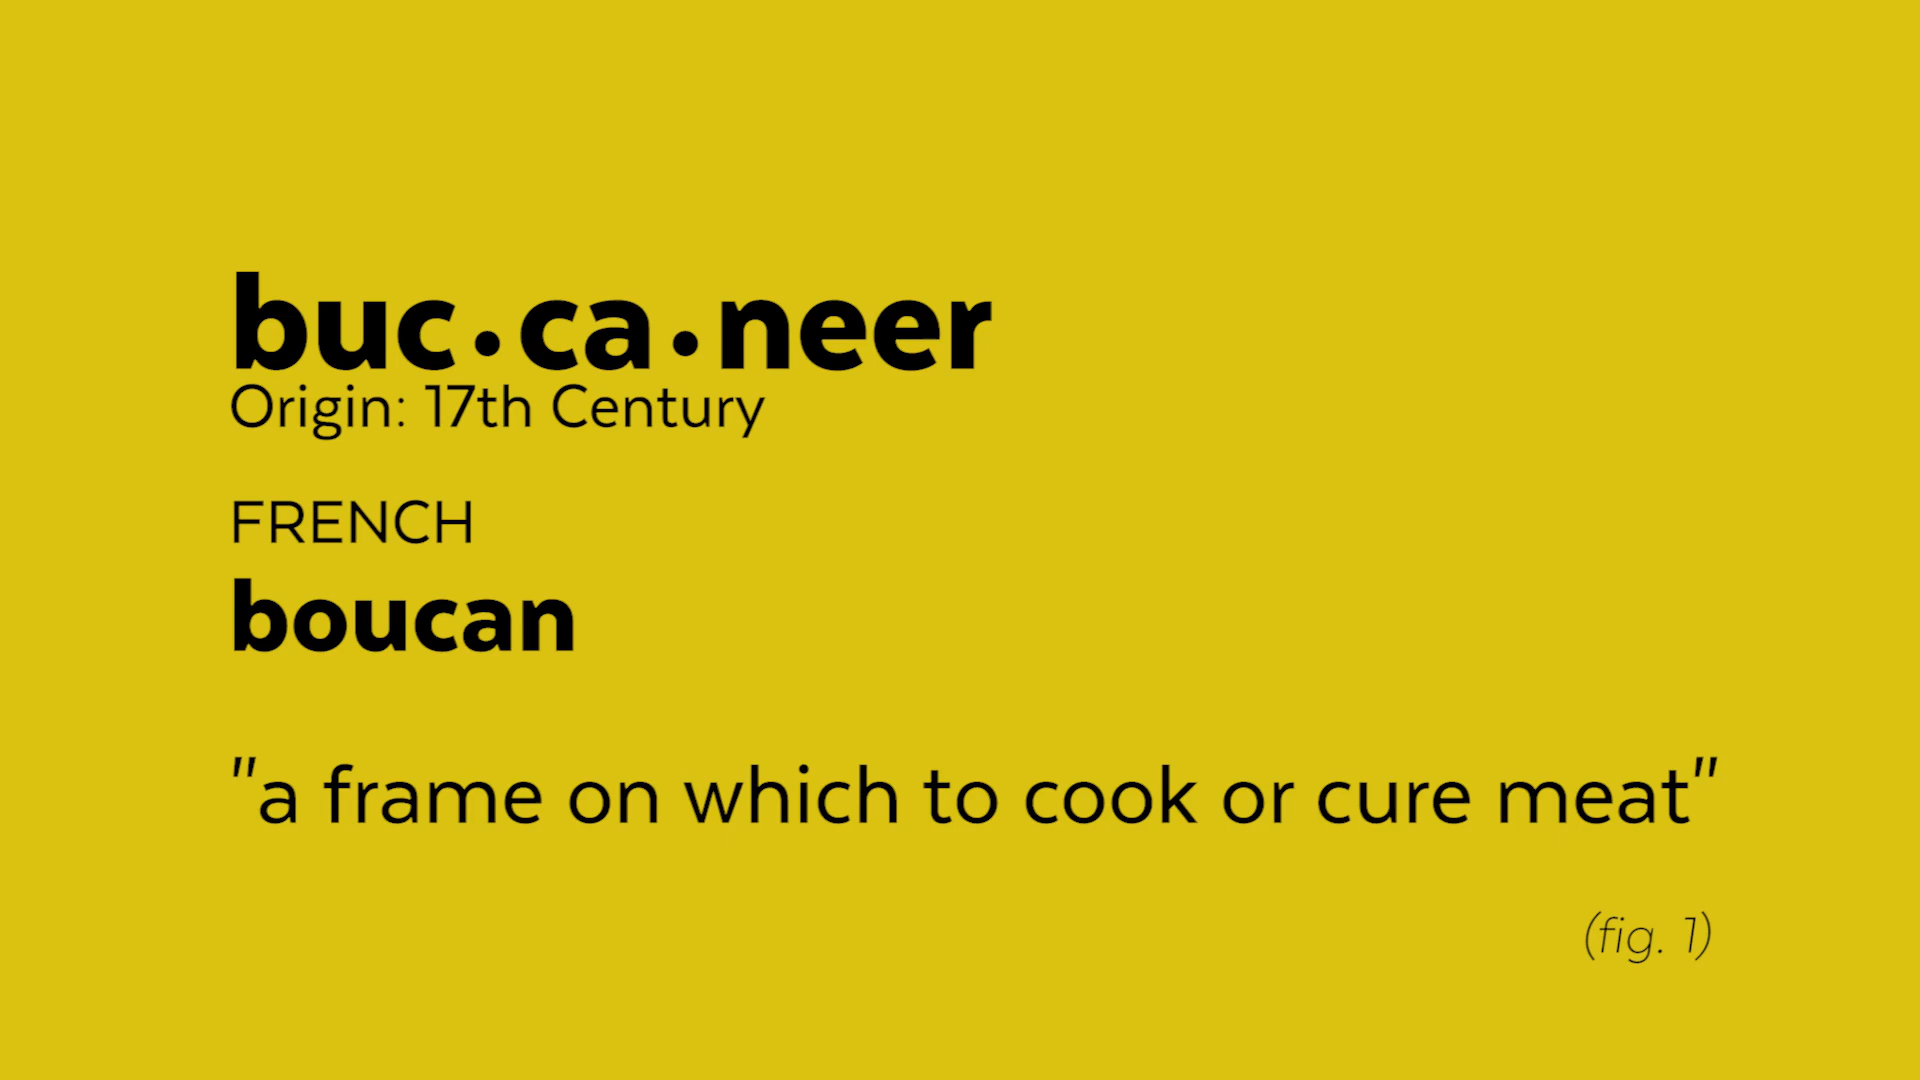 buc•ca•neer
Origin: 17th Century
FRENCH
boucan
"a frame on which to cook or cure meat"
(fig. 1)